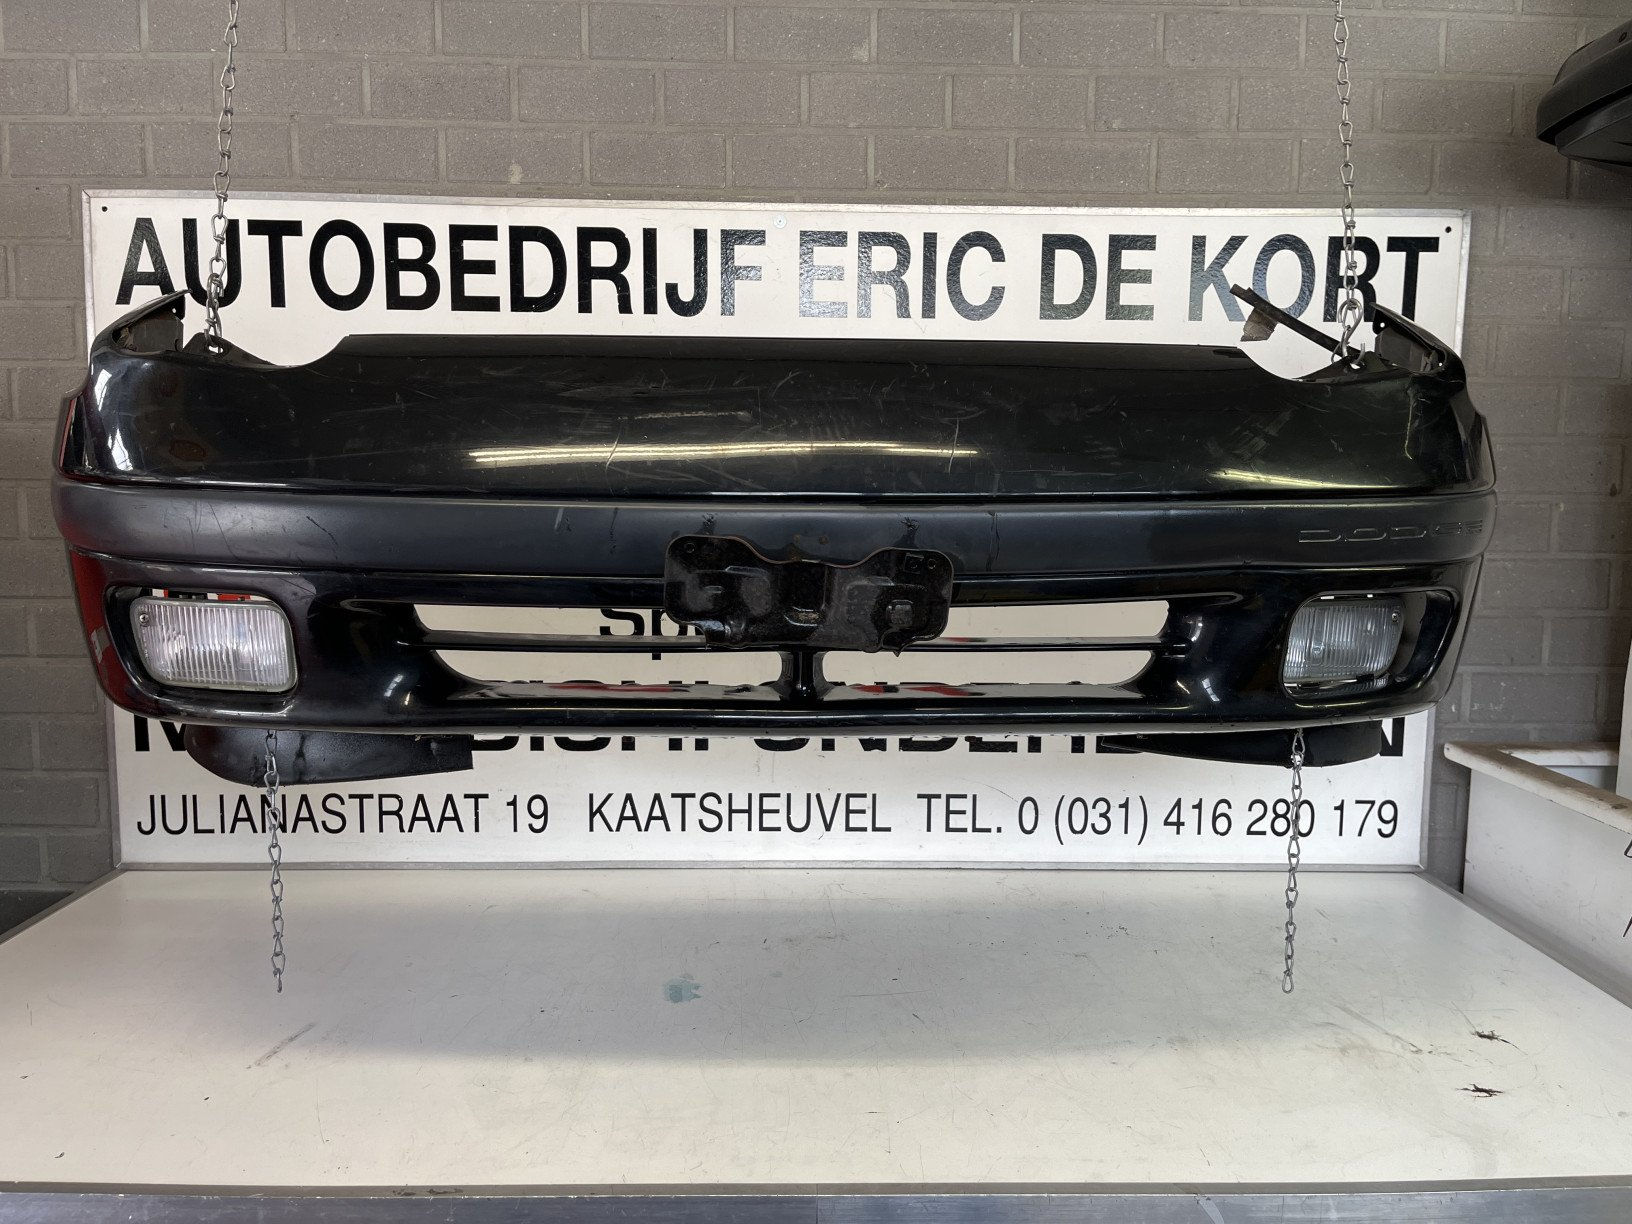 AUTOBEDRIJF ERIC DE KORT
DODGE
JULIANASTRAAT 19 KAATSHEUVEL TEL. 0 (031) 416 280 179